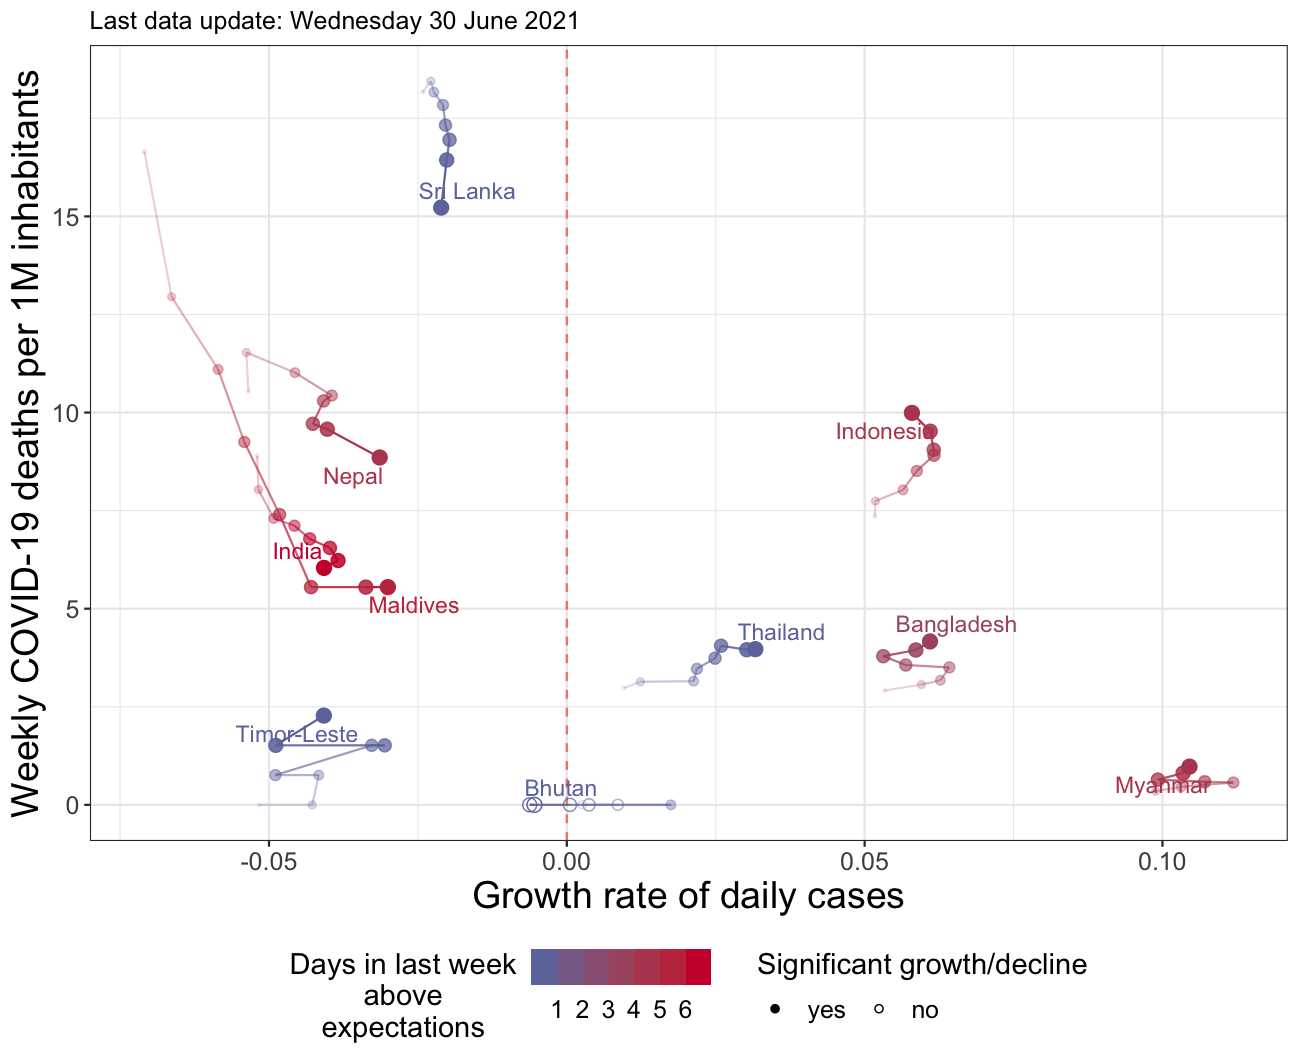 Last data update: Wednesday 30 June 2021
Weekly COVID-19 deaths per 1M inhabitants
15
10
5
0
Sri Lanka
Nepal
Indonesia
India
Maldives
Thailand
Bangladesh
Timor-Leste
Bhutan
Myanmar
-0.05
0.00
0.05
0.10
Growth rate of daily cases
Days in last week
above
expectations
1 2 3 4 5 6
Significant growth/decline
yes no